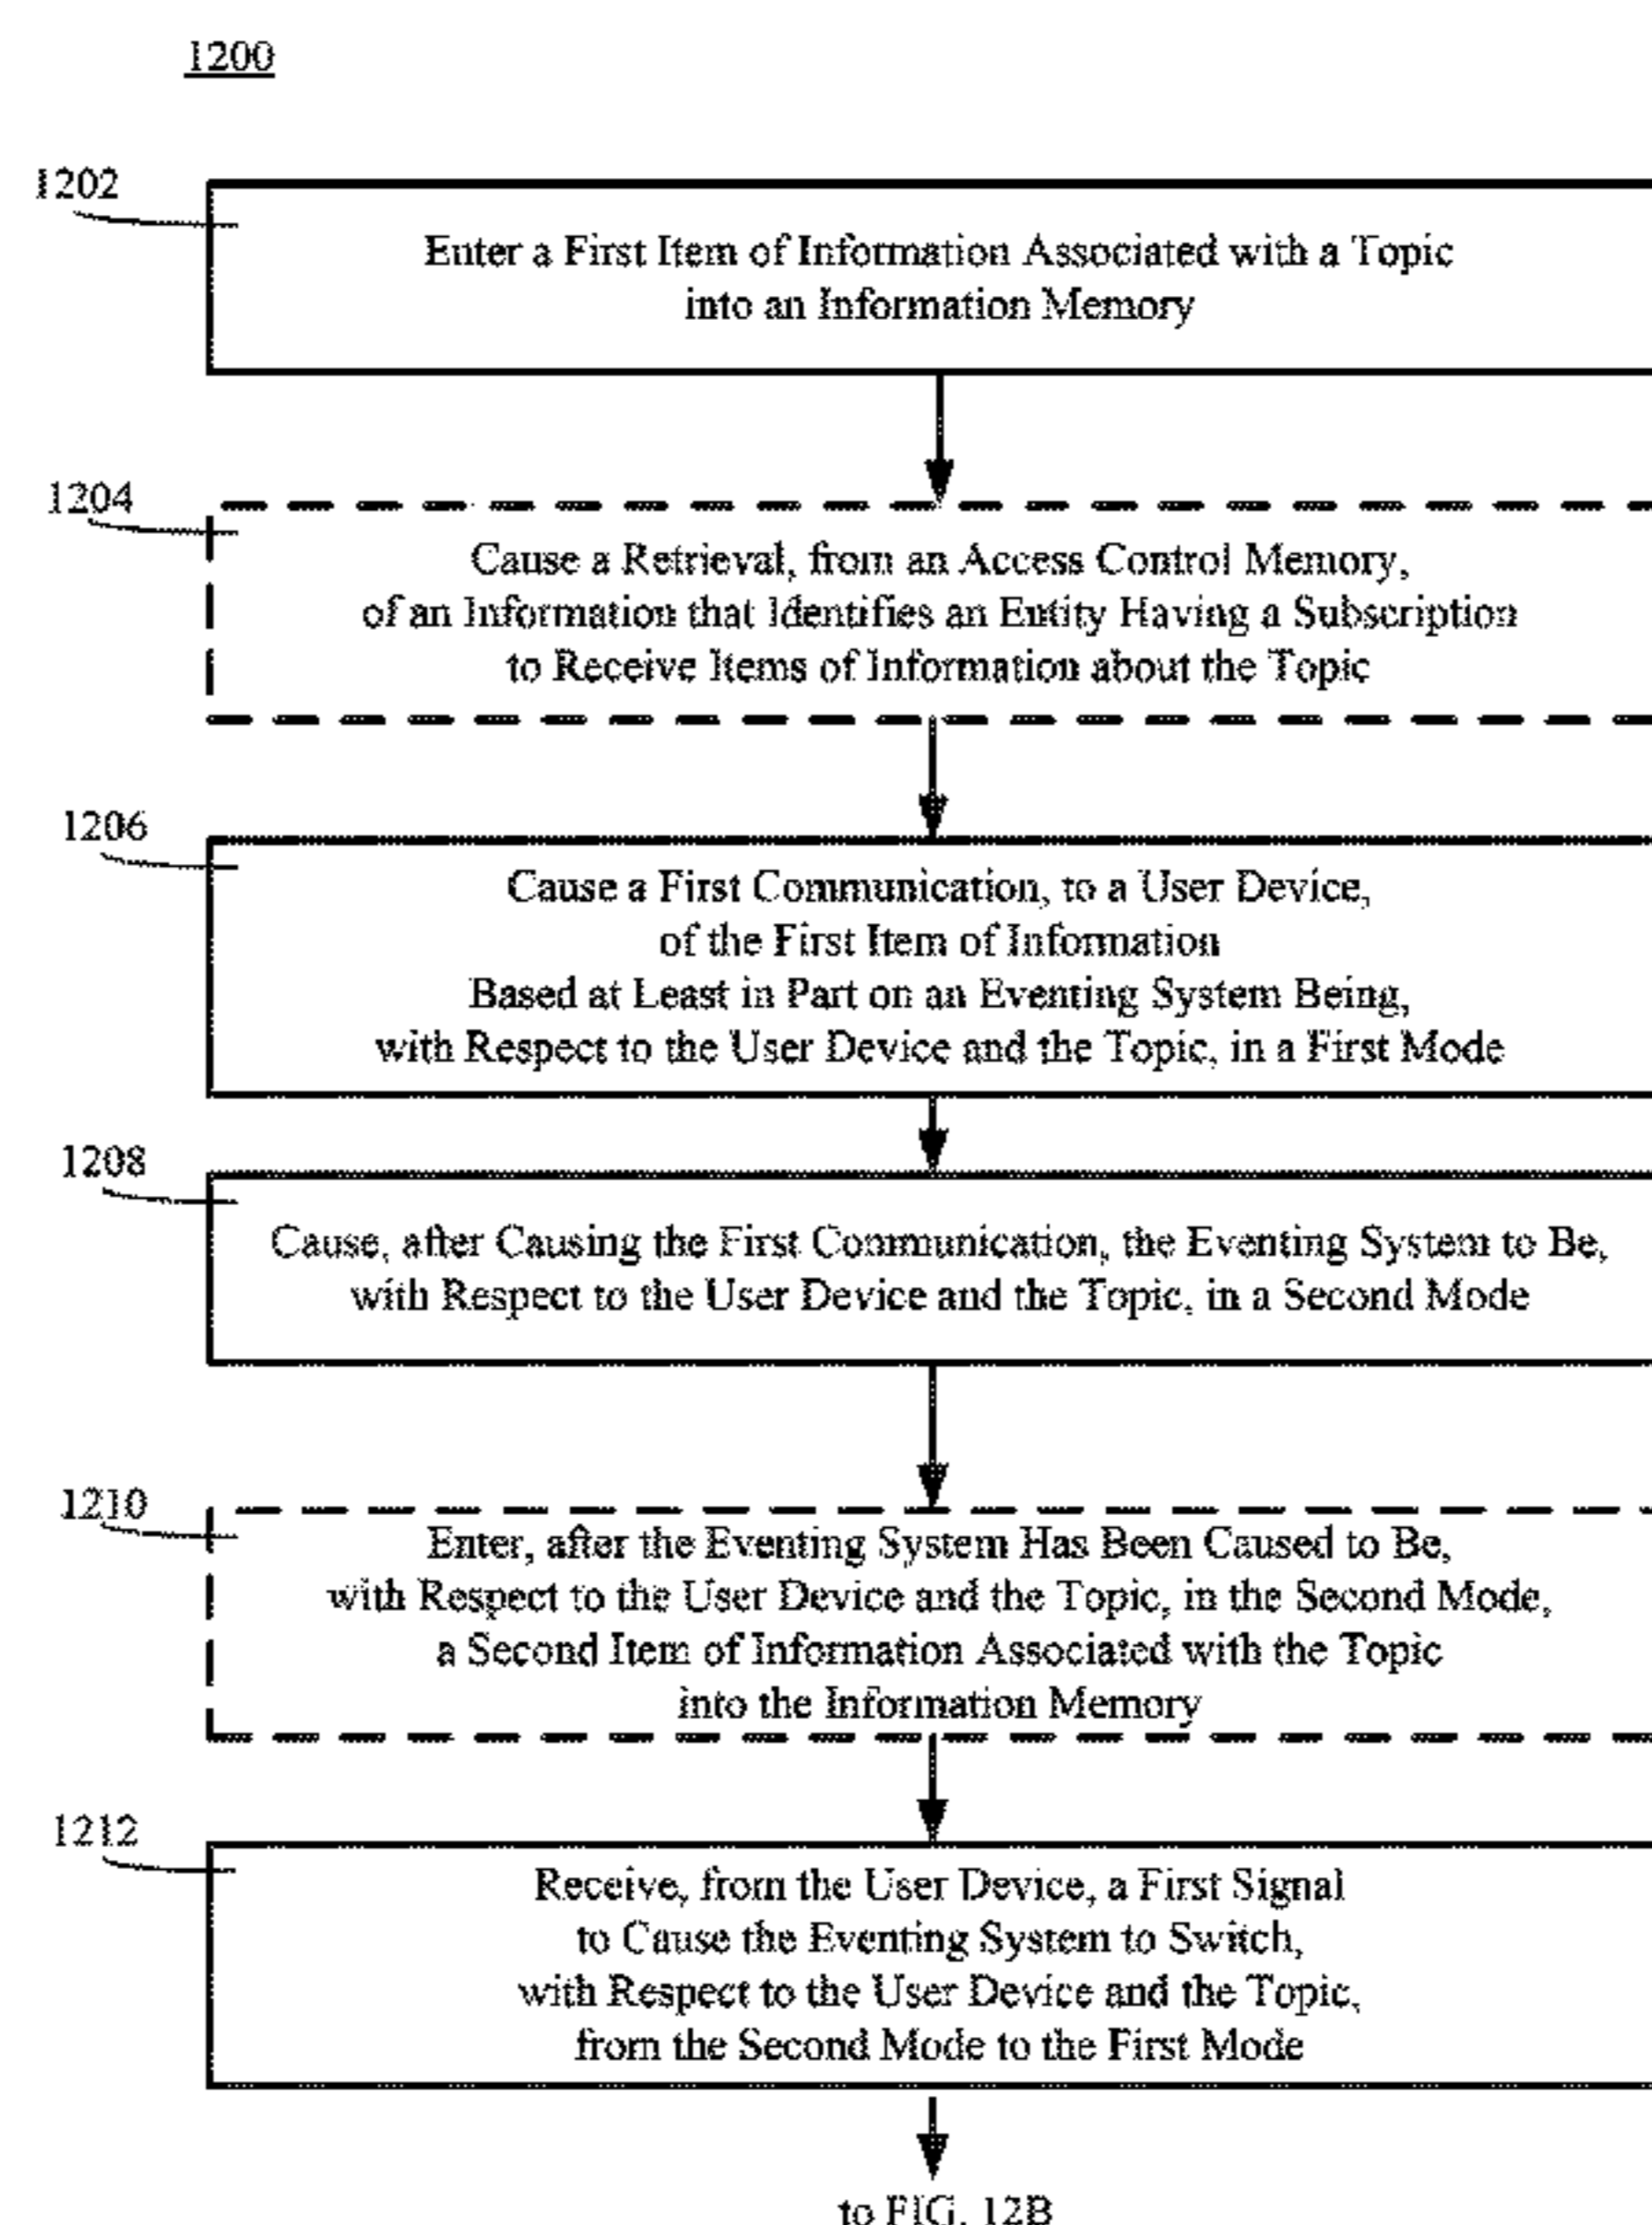 1200
1202
Enter a First Item of Information Associated with a Topic
into an Information Memory
1204
Cause a Retrieval, from an Access Control Memory,
of an Information that Identifies an Entity Having a Subscription
to Receive Items of Information about the Topic
1206
Cause a First Communication, to a User Device,
of the First Item of Information
Based at Least in Part on an Eventing System Being,
with Respect to the User Device and the Topic, in a First Mode
1208
Cause, after Causing the First Communication, the Eventing System to Be,
with Respect to the User Device and the Topic, in a Second Mode
1210
Enter, after the Eventing System Has Been Caused to Be,
with Respect to the User Device and the Topic, in the Second Mode,
a Second Item of Information Associated with the Topic
into the Information Memory
1212
Receive, from the User Device, a First Signal
to Cause the Eventing System to Switch,
with Respect to the User Device and the Topic,
from the Second Mode to the First Mode
to FIG. 12B